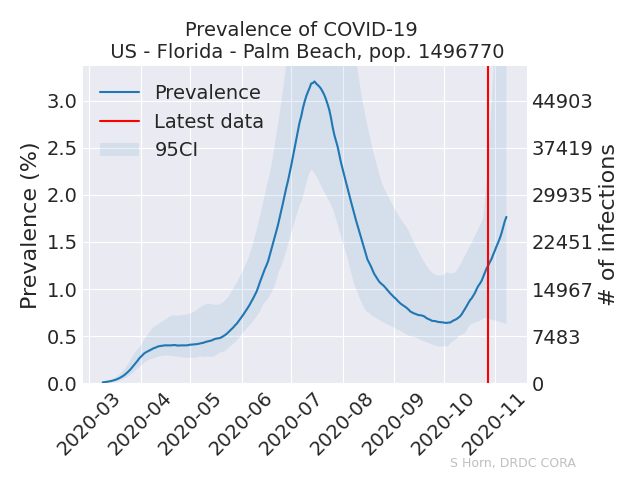 Prevalence of COVID-19
US - Florida - Palm Beach, pop. 1496770
Prevalence
Latest data
95CI
Prevalence (%)
3.0
2.5
2.0
1.5
1.0
0.5
0.0
44903
37419
29935
22451
14967
7483
0
# of infections
2020-03
2020-04
2020-05
2020-06
2020-07
2020-08
2020-09
2020-10
2020-11
S Horn, DRDC CORA